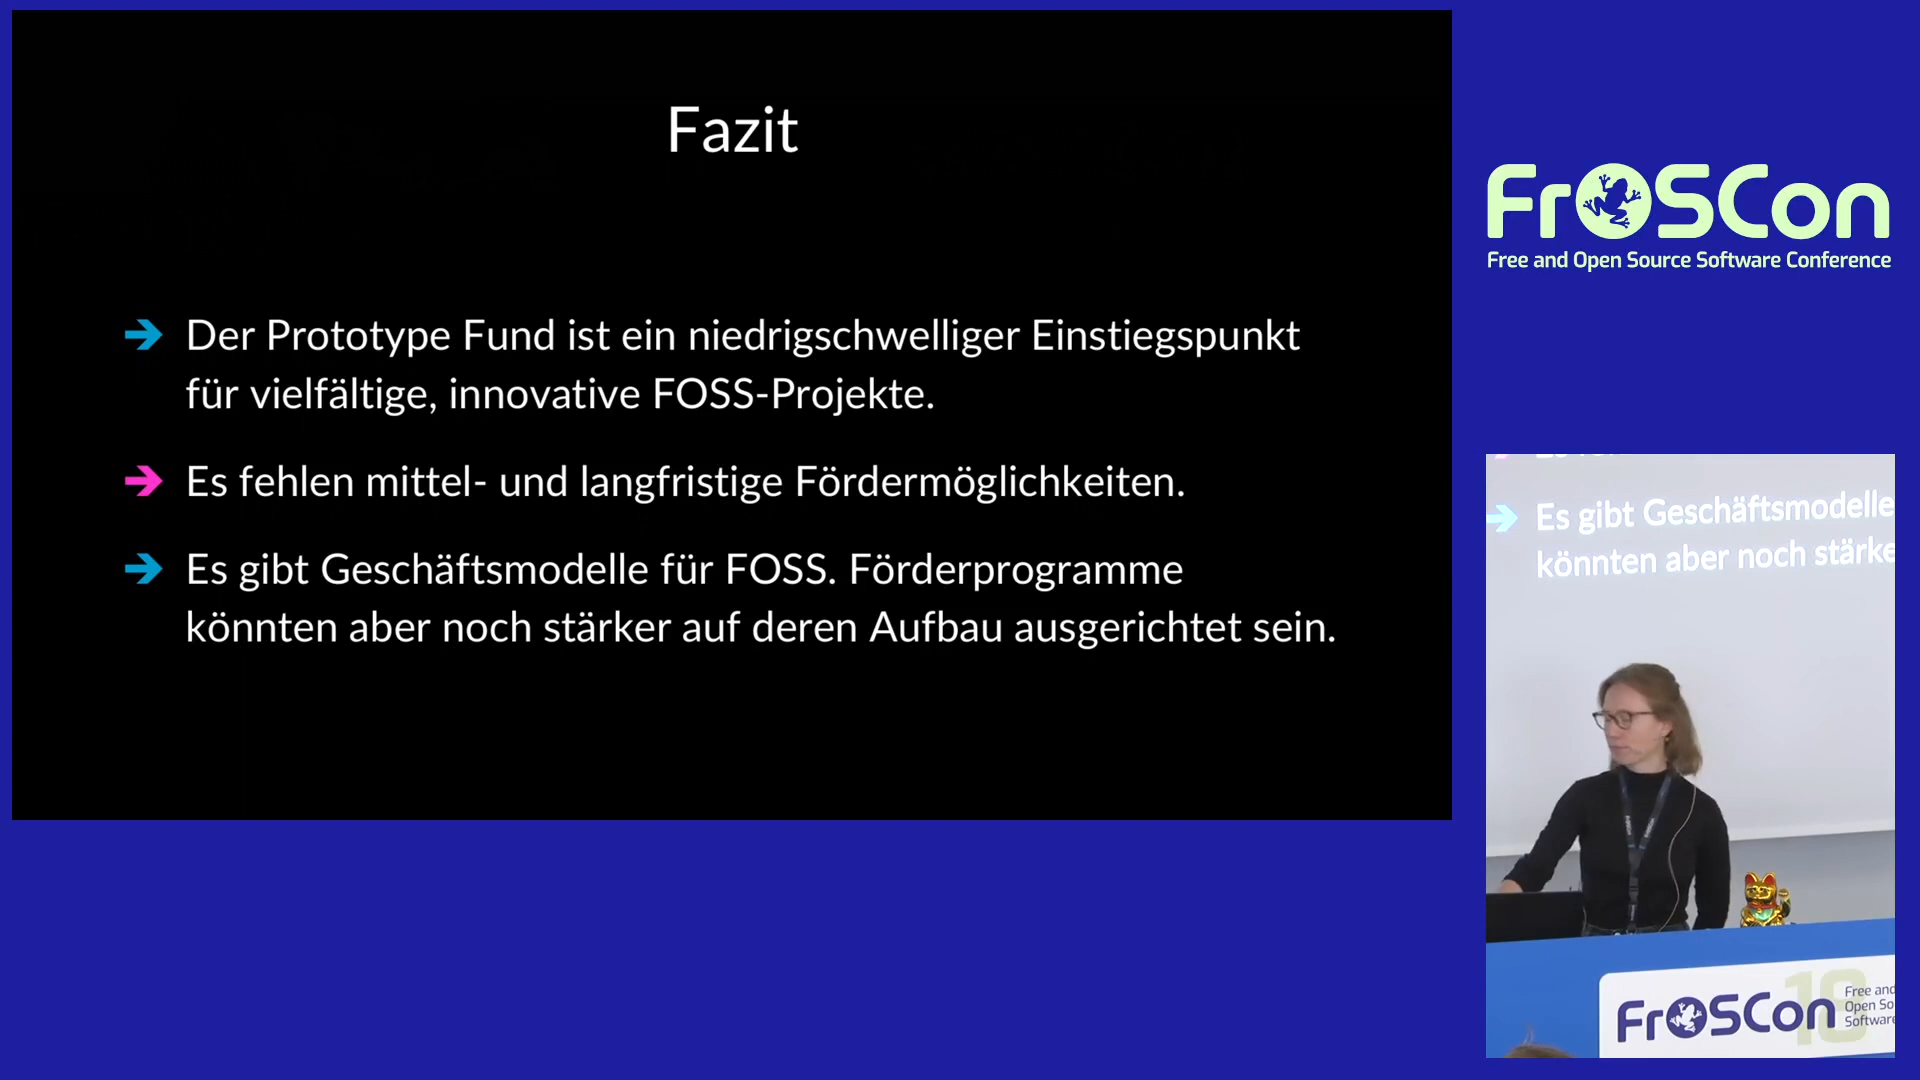 Fazit
Der Prototype Fund ist ein niedrigschwelliger Einstiegspunkt
für vielfältige, innovative FOSS-Projekte.
Es fehlen mittel- und langfristige Fördermöglichkeiten.
Es gibt Geschäftsmodelle für FOSS. Förderprogramme
könnten aber noch stärker auf deren Aufbau ausgerichtet sein.
FrOSCon
Free and Open Source Software Conference
Es gibt Geschäftsmodelle
könnten aber noch stärke
FrOSCon
18
Free and
Open So
Software